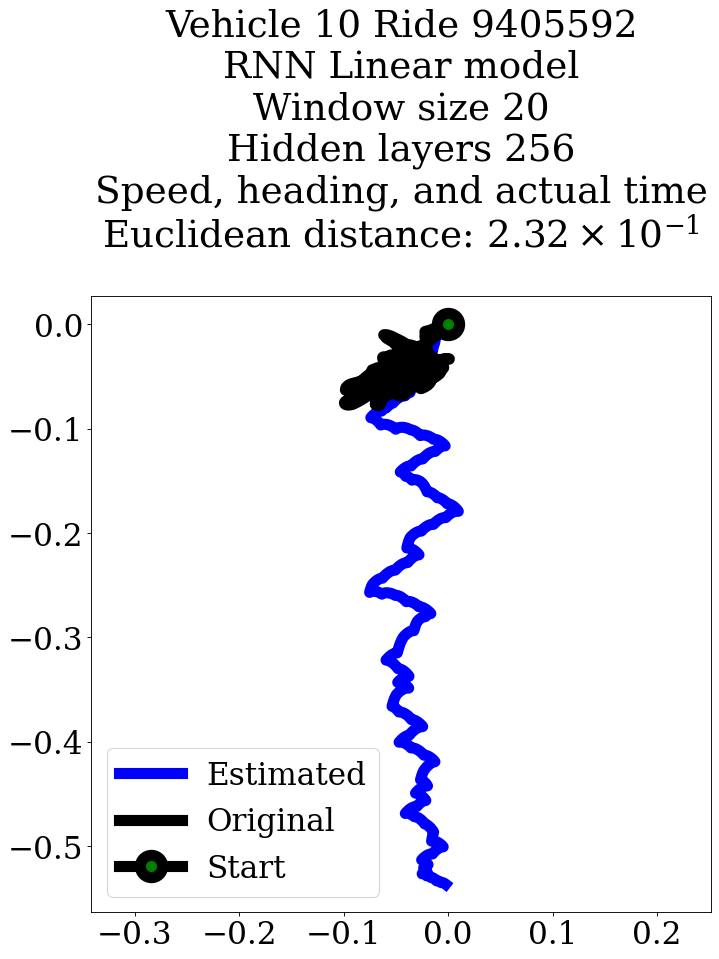 Vehicle 10 Ride 9405592
RNN Linear model
Window size 20
Hidden layers 256
Speed, heading, and actual time
Euclidean distance: 2.32 × 10⁻¹
0.0
−0.1
−0.2
−0.3
−0.4
−0.5
Estimated
Original
Start
−0.3 −0.2 −0.1 0.0 0.1 0.2